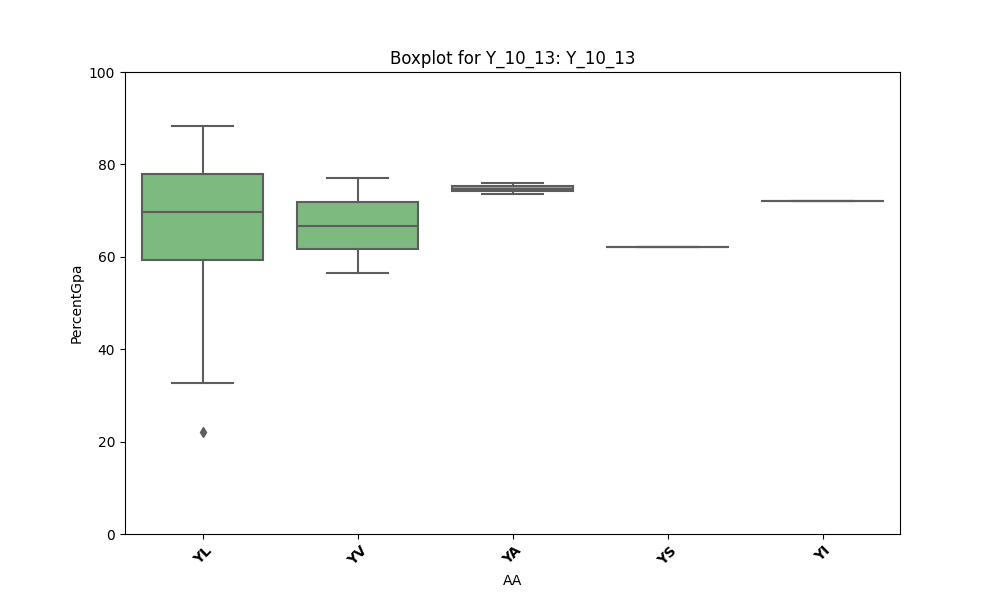 Boxplot for Y_10_13: Y_10_13
100
80
60
40
20
0
PercentGpa
YL
YV
YA
YS
YI
AA